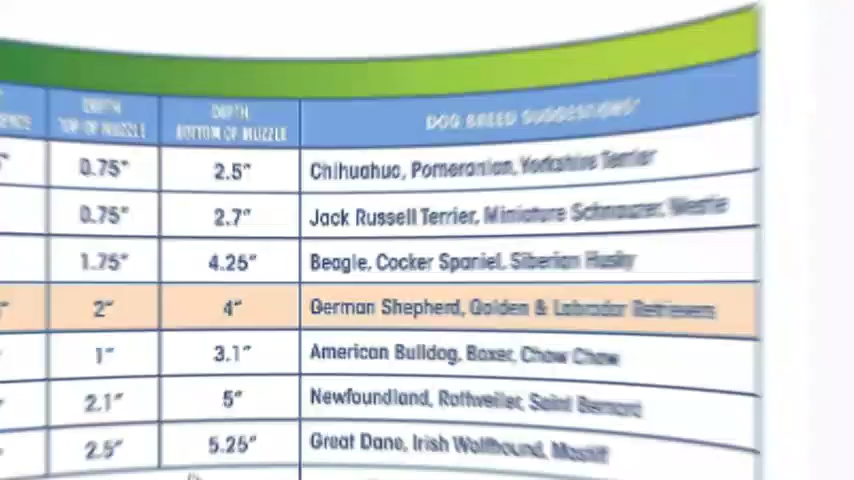 DEPTH TOP OF MUZZLE
DEPTH BOTTOM OF MUZZLE
DOG BREED SUGGESTIONS*
0.75" 2.5" Chihuahua, Pomeranian, Yorkshire Terrier
0.75" 2.7" Jack Russell Terrier, Miniature Schnauzer, Westie
1.75" 4.25" Beagle, Cocker Spaniel, Siberian Husky
2" 4" German Shepherd, Golden & Labrador Retrievers
1" 3.1" American Bulldog, Boxer, Chow Chow
2.1" 5" Newfoundland, Rottweiler, Saint Bernard
2.5" 5.25" Great Dane, Irish Wolfhound, Mastiff